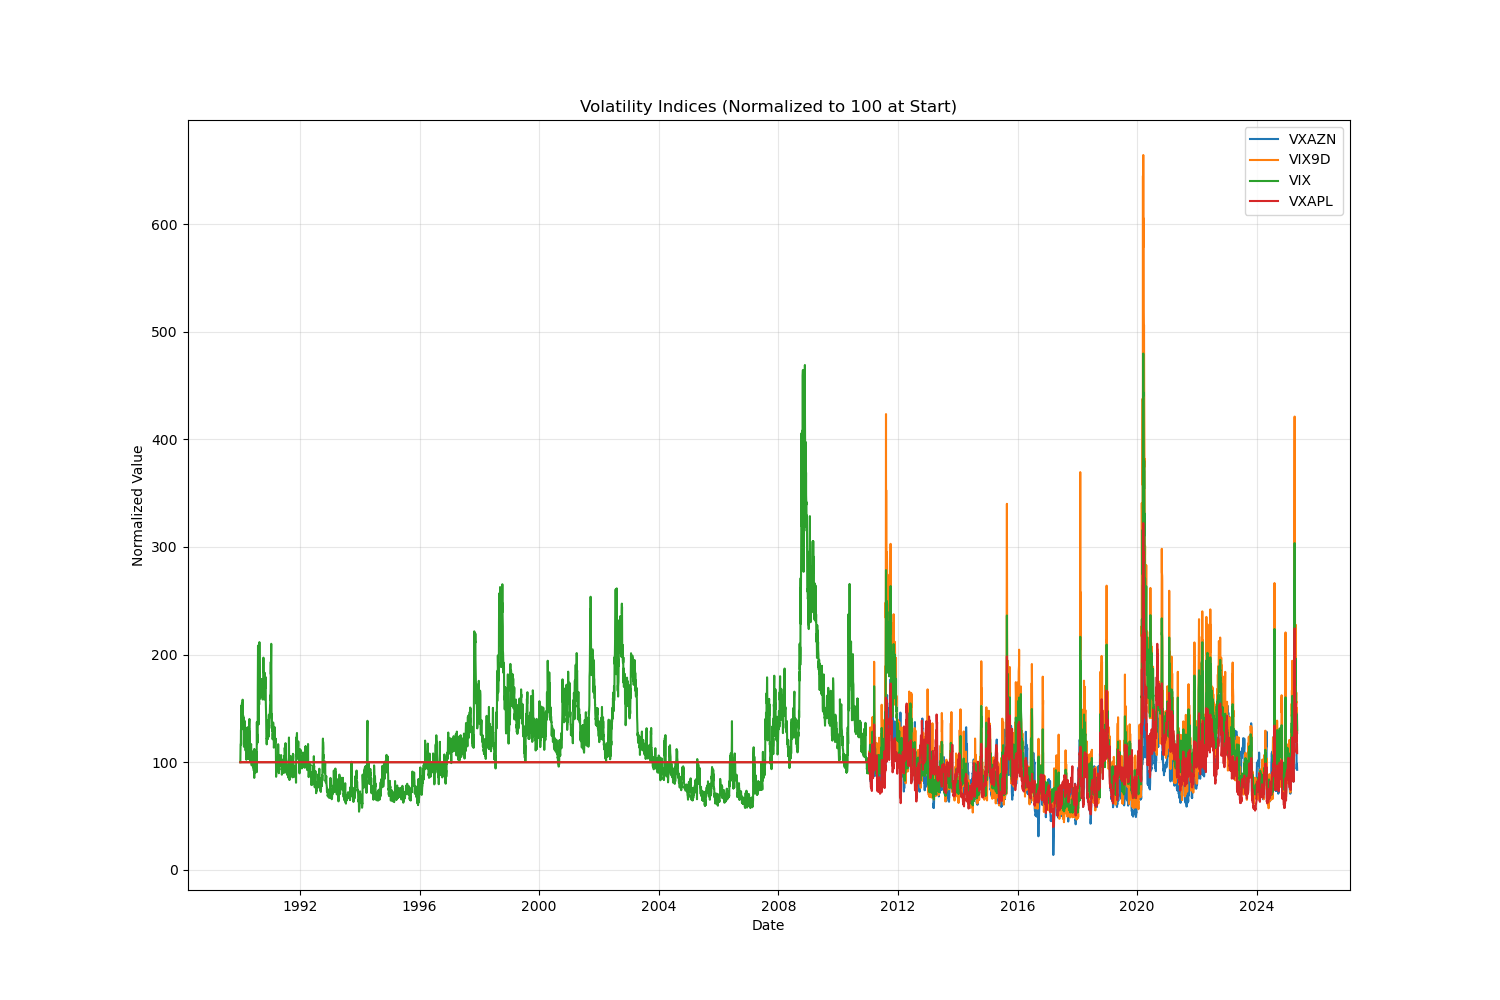 Volatility Indices (Normalized to 100 at Start)
VXAZN
VIX9D
VIX
VXAPL
Normalized Value
600
500
400
300
200
100
0
1992
1996
2000
2004
2008
2012
2016
2020
2024
Date